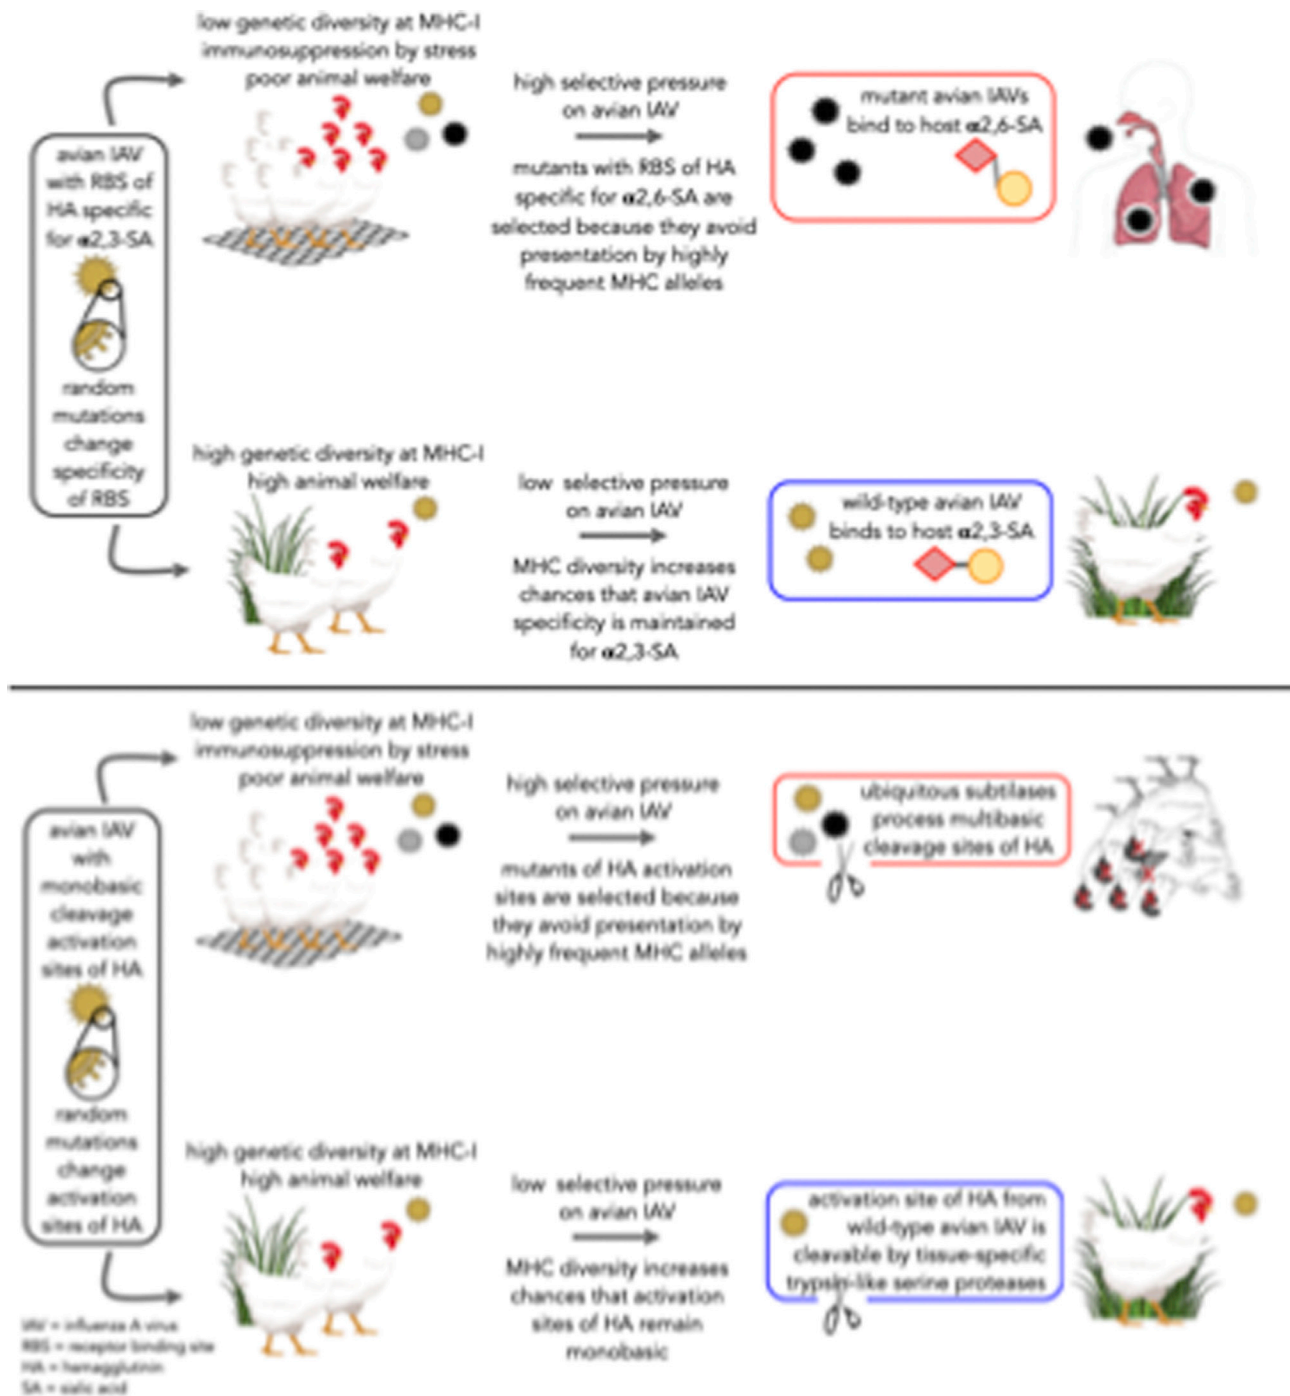 low genetic diversity at MHC-I
immunosuppression by stress
poor animal welfare
avian IAV
with RBS of
HA specific
for α2,3-SA
random
mutations
change
specificity
of RBS
high selective pressure
on avian IAV
mutants with RBS of HA
specific for α2,6-SA are
selected because they avoid
presentation by highly
frequent MHC alleles
mutant avian IAVs
bind to host α2,6-SA
high genetic diversity at MHC-I
high animal welfare
low selective pressure
on avian IAV
MHC diversity increases
chances that avian IAV
specificity is maintained
for α2,3-SA
wild-type avian IAV
binds to host α2,3-SA
low genetic diversity at MHC-I
immunosuppression by stress
poor animal welfare
avian IAV
with
monobasic
cleavage
activation
sites of HA
random
mutations
change
activation
sites of HA
high selective pressure
on avian IAV
mutants of HA activation
sites are selected because
they avoid presentation by
highly frequent MHC alleles
ubiquitous subtilases
process multibasic
cleavage sites of HA
high genetic diversity at MHC-I
high animal welfare
low selective pressure
on avian IAV
MHC diversity increases
chances that activation
sites of HA remain
monobasic
activation site of HA from
wild-type avian IAV is
cleavable by tissue-specific
trypsin-like serine proteases
IAV = influenza A virus
RBS = receptor binding site
HA = hemagglutinin
SA = sialic acid